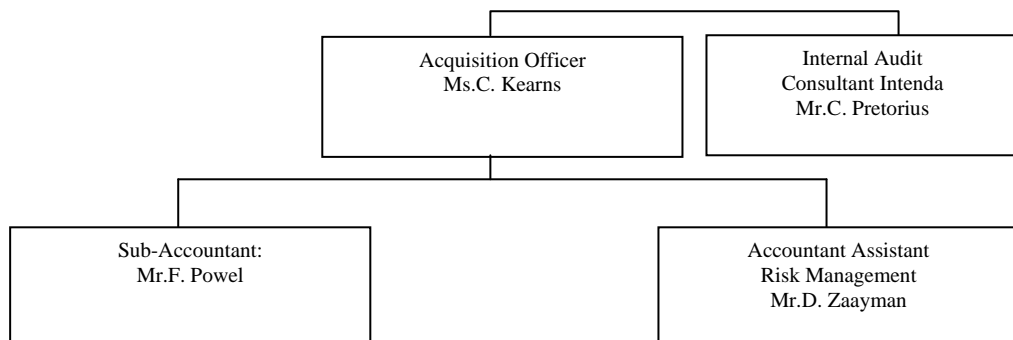 Acquisition Officer
Ms.C. Kearns
Internal Audit
Consultant Intenda
Mr.C. Pretorius
Sub-Accountant:
Mr.F. Powel
Accountant Assistant
Risk Management
Mr.D. Zaayman